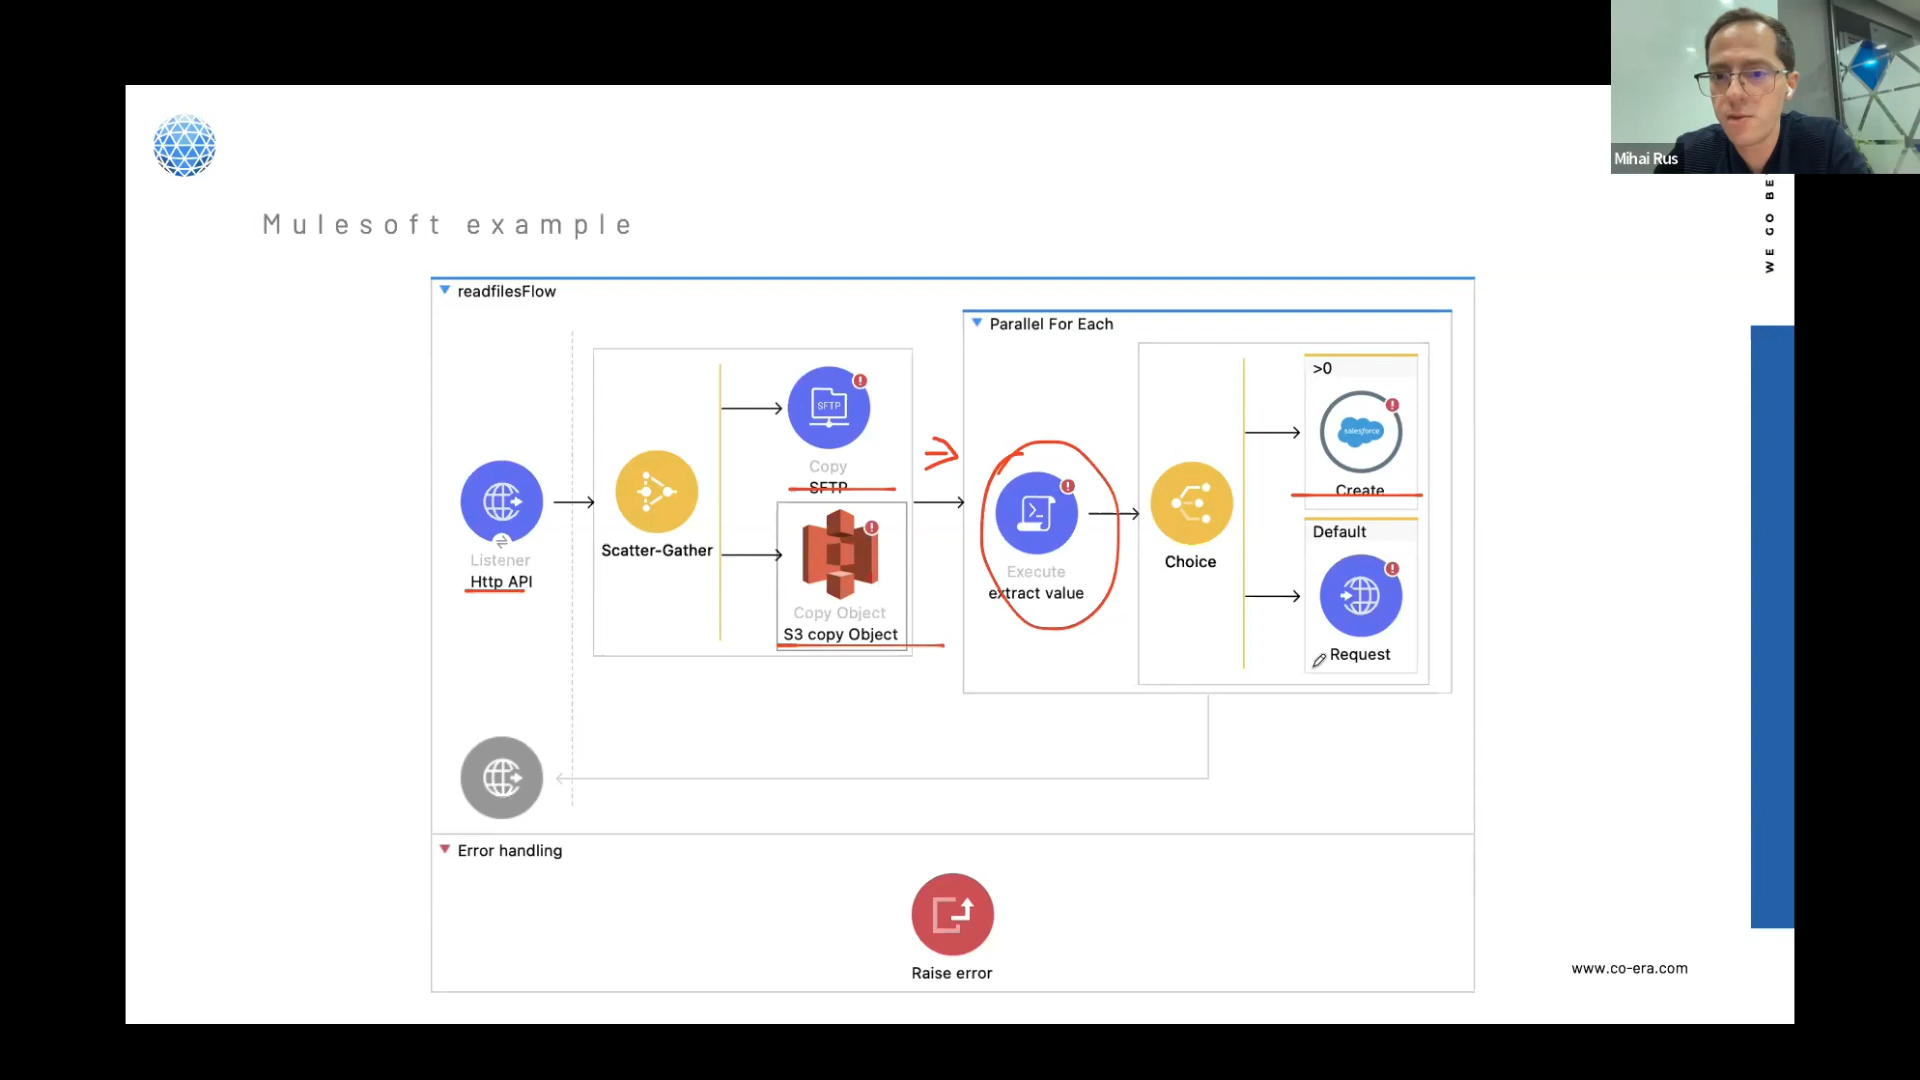 Mihai Rus
WE GO BE
Mulesoft example
readfilesFlow
Parallel For Each
>0
SFTP
salesforce
Copy
SFTP
Create
Default
Scatter-Gather
Listener
Http API
Choice
Execute
extract value
Copy Object
S3 copy Object
Request
Error handling
Raise error
www.co-era.com